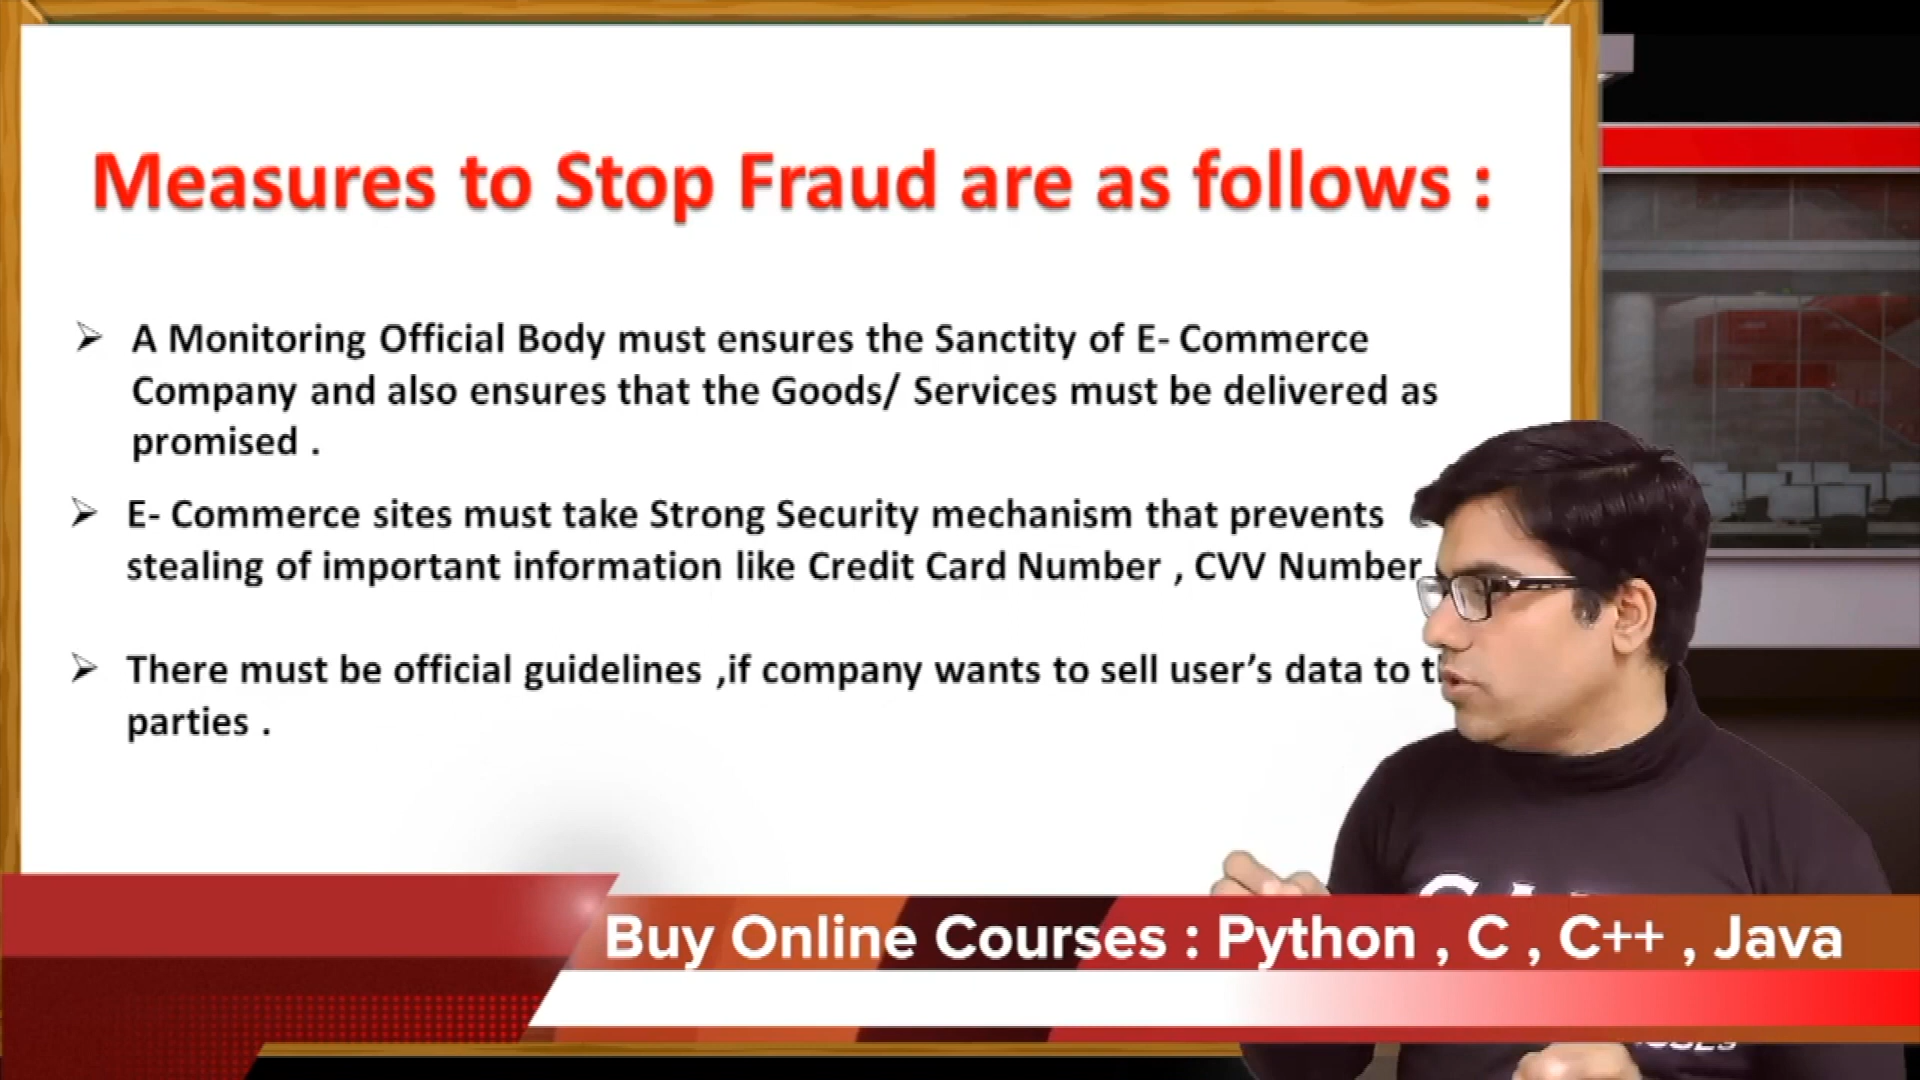 Measures to Stop Fraud are as follows :
A Monitoring Official Body must ensures the Sanctity of E- Commerce
Company and also ensures that the Goods/ Services must be delivered as
promised .
E- Commerce sites must take Strong Security mechanism that prevents
stealing of important information like Credit Card Number , CVV Number
There must be official guidelines ,if company wants to sell user’s data to
parties .
Buy Online Courses : Python , C , C++ , Java